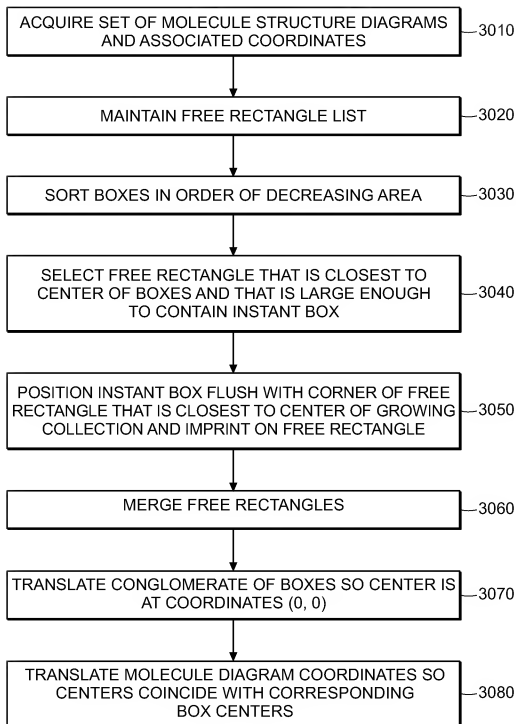 ACQUIRE SET OF MOLECULE STRUCTURE DIAGRAMS
AND ASSOCIATED COORDINATES
3010
MAINTAIN FREE RECTANGLE LIST
3020
SORT BOXES IN ORDER OF DECREASING AREA
3030
SELECT FREE RECTANGLE THAT IS CLOSEST TO
CENTER OF BOXES AND THAT IS LARGE ENOUGH
TO CONTAIN INSTANT BOX
3040
POSITION INSTANT BOX FLUSH WITH CORNER OF FREE
RECTANGLE THAT IS CLOSEST TO CENTER OF GROWING
COLLECTION AND IMPRINT ON FREE RECTANGLE
3050
MERGE FREE RECTANGLES
3060
TRANSLATE CONGLOMERATE OF BOXES SO CENTER IS
AT COORDINATES (0, 0)
3070
TRANSLATE MOLECULE DIAGRAM COORDINATES SO
CENTERS COINCIDE WITH CORRESPONDING
BOX CENTERS
3080